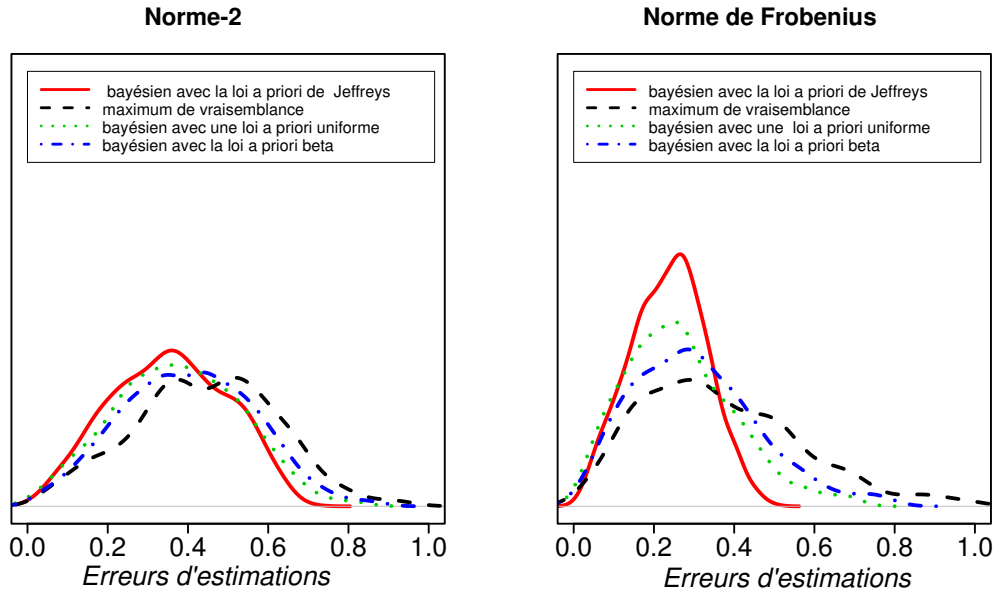 Norme-2
bayésien avec la loi a priori de Jeffreys
maximum de vraisemblance
bayésien avec une loi a priori uniforme
bayésien avec la loi a priori beta
0.0 0.2 0.4 0.6 0.8 1.0
Erreurs d'estimations
Norme de Frobenius
bayésien avec la loi a priori de Jeffreys
maximum de vraisemblance
bayésien avec une loi a priori uniforme
bayésien avec la loi a priori beta
0.0 0.2 0.4 0.6 0.8 1.0
Erreurs d'estimations